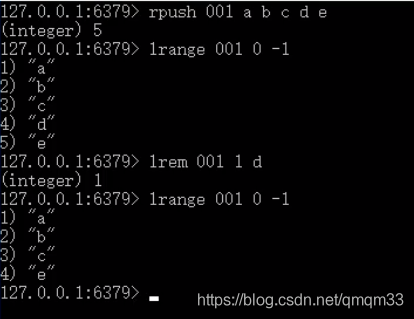 127.0.0.1:6379> rpush 001 a b c d e
(integer) 5
127.0.0.1:6379> lrange 001 0 -1
1) "a"
2) "b"
3) "c"
4) "d"
5) "e"
127.0.0.1:6379> lrem 001 1 d
(integer) 1
127.0.0.1:6379> lrange 001 0 -1
1) "a"
2) "b"
3) "c"
4) "e"
127.0.0.1:6379>
https://blog.csdn.net/qmqm33